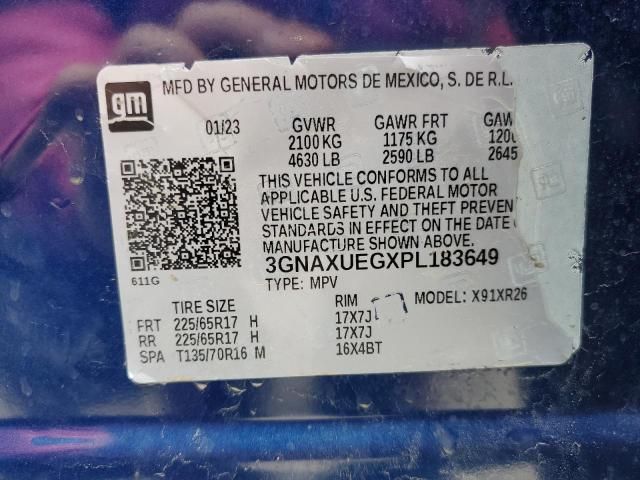 gm
MFD BY GENERAL MOTORS DE MEXICO, S. DE R.L.
01/23 GVWR GAWR FRT GAW
2100 KG 1175 KG 120
4630 LB 2590 LB 2645
THIS VEHICLE CONFORMS TO ALL
APPLICABLE U.S. FEDERAL MOTOR
VEHICLE SAFETY AND THEFT PREVEN
STANDARDS IN EFFECT ON THE DATE
MANUFACTURE SHOWN ABOVE.
3GNAXUEGXPL183649
611G
TYPE: MPV
TIRE SIZE RIM MODEL: X91XR26
FRT 225/65R17 H 17X7J
RR 225/65R17 H 17X7J
SPA T135/70R16 M 16X4BT